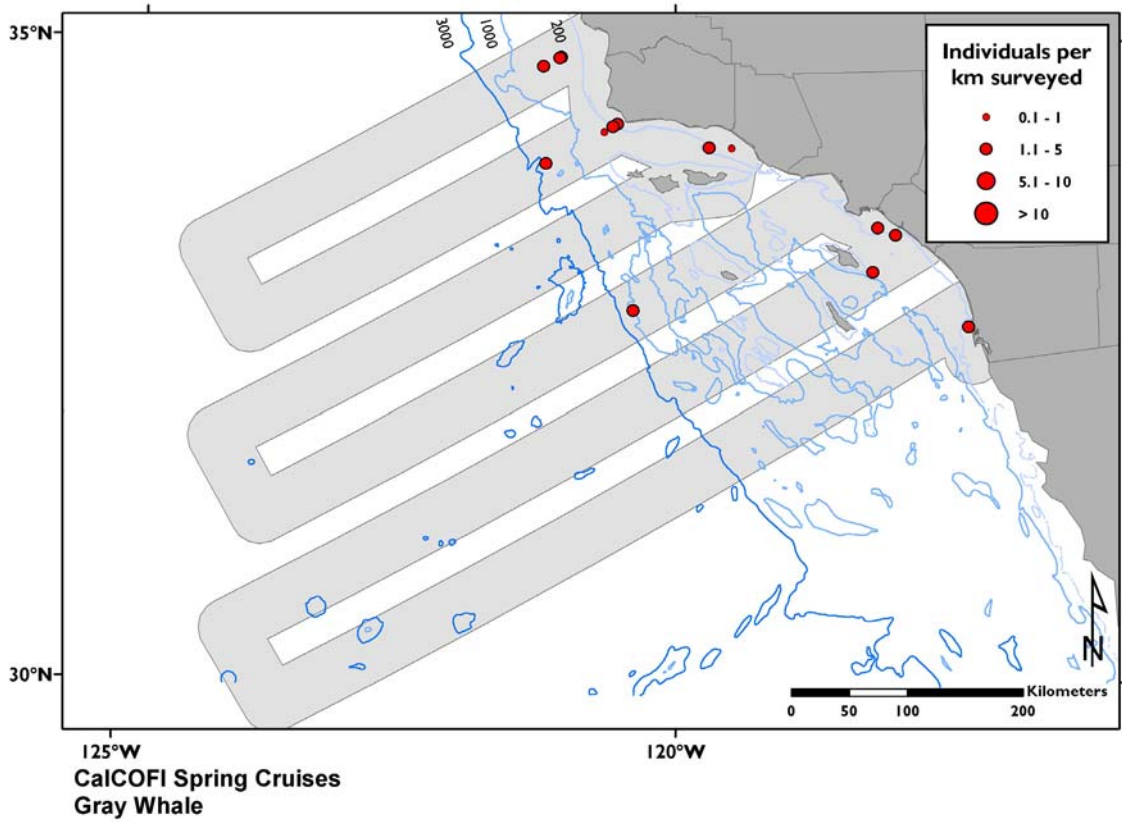 35°N
3000
1000
200
Individuals per
km surveyed
0.1 - 1
1.1 - 5
5.1 - 10
> 10
30°N
N
Kilometers
0 50 100 200
125°W 120°W
CalCOFI Spring Cruises
Gray Whale